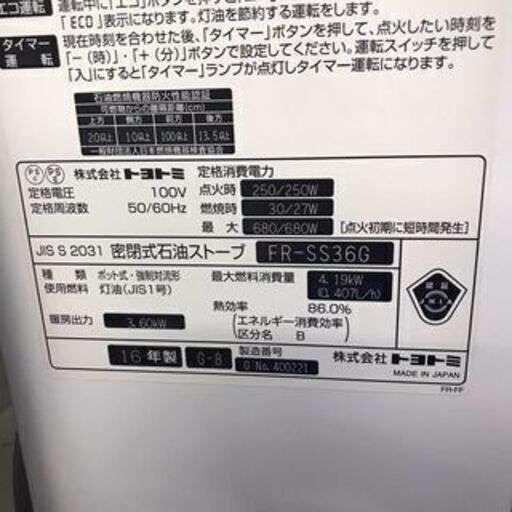 エコ運転
「ECO」表示になります。灯油を節約する運転になります。
タイマー運転
現在時刻を合わせた後、「タイマー」ボタンを押して、点火したい時刻を
「-(時)」・「+(分)」ボタンで設定してください。運転スイッチを押して
「入」にすると「タイマー」ランプが点灯しタイマー運転になります。
石油燃焼機器防火性能認証
可燃物からの離隔距離(cm)
上方 側方 前方 後方
20以上 10以上 100以上 13.5以上
一般財団法人日本燃焼機器検査協会
PS PS 株式会社トヨトミ
定格電圧 100V
定格周波数 50/60Hz
定格消費電力
点火時 250/250W
燃焼時 30/27W
最大 680/680W [点火初期に短時間発生]
JIS S 2031 密閉式石油ストーブ FR-SS36G
種類 ポット式・強制対流形
使用燃料 灯油(JIS1号)
暖房出力 3.60kW
最大燃料消費量 4.19kW
(0.407L/h)
熱効率 86.0%
(エネルギー消費効率)
区分名 B
認証
16年製 G-8 製造番号
G No.400221
株式会社トヨトミ
MADE IN JAPAN
FR-FF